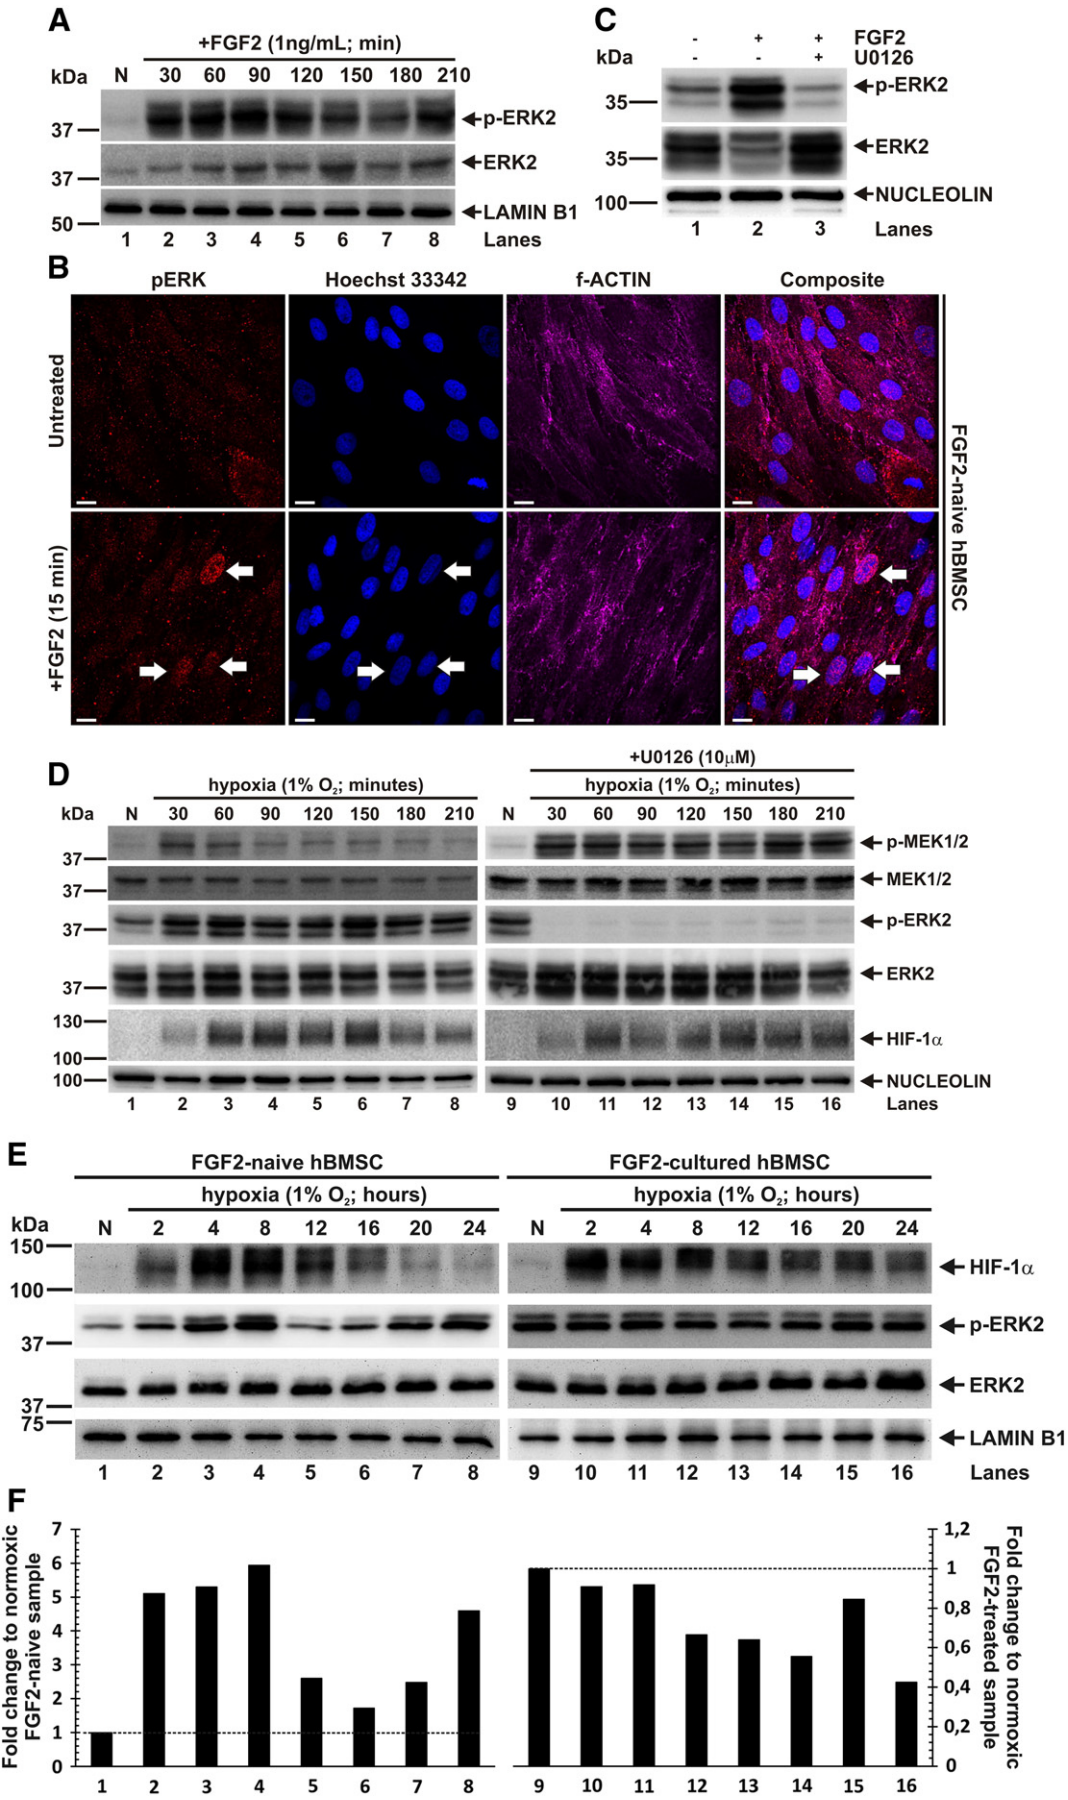 A
+FGF2 (1ng/mL; min)
kDa N 30 60 90 120 150 180 210
37 p-ERK2
37 ERK2
50 LAMIN B1
1 2 3 4 5 6 7 8 Lanes
C
- + + FGF2
kDa - - + U0126
35 p-ERK2
35 ERK2
100 NUCLEOLIN
1 2 3 Lanes
B
pERK Hoechst 33342 f-ACTIN Composite
Untreated
+FGF2 (15 min)
FGF2-naive hBMSC
D
+U0126 (10µM)
hypoxia (1% O2; minutes) hypoxia (1% O2; minutes)
kDa N 30 60 90 120 150 180 210 N 30 60 90 120 150 180 210
37 p-MEK1/2
37 MEK1/2
37 p-ERK2
37 ERK2
130
100 HIF-1α
100 NUCLEOLIN
1 2 3 4 5 6 7 8 9 10 11 12 13 14 15 16 Lanes
E
FGF2-naive hBMSC FGF2-cultured hBMSC
hypoxia (1% O2; hours) hypoxia (1% O2; hours)
kDa N 2 4 8 12 16 20 24 N 2 4 8 12 16 20 24
150
100 HIF-1α
37 p-ERK2
37 ERK2
75 LAMIN B1
1 2 3 4 5 6 7 8 9 10 11 12 13 14 15 16 Lanes
F
Fold change to normoxic
FGF2-naive sample
7
6
5
4
3
2
1
0
1 2 3 4 5 6 7 8
1,2
1
0,8
0,6
0,4
0,2
0
9 10 11 12 13 14 15 16
Fold change to normoxic
FGF2-treated sample